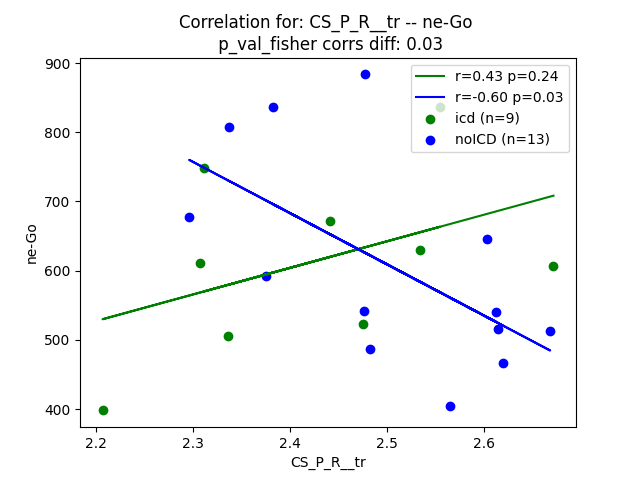 Correlation for: CS_P_R__tr -- ne-Go
p_val_fisher corrs diff: 0.03
r=0.43 p=0.24
r=-0.60 p=0.03
icd (n=9)
noICD (n=13)
900
800
700
600
500
400
ne-Go
2.2 2.3 2.4 2.5 2.6
CS_P_R__tr